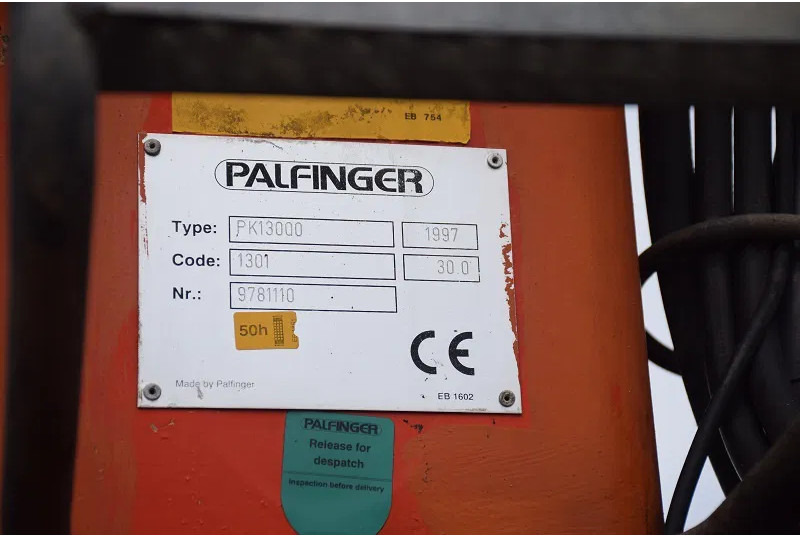 EB 754
PALFINGER
Type: PK13000 1997
Code: 1301 30.0
Nr.: 9781110
50h
CE
Made by Palfinger
EB 1602
PALFINGER
Release for
despatch
inspection before delivery